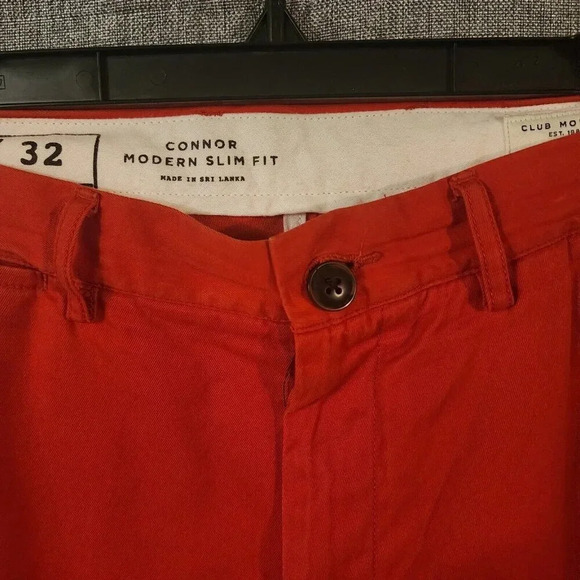 32
CONNOR
MODERN SLIM FIT
MADE IN SRI LANKA
CLUB MO
EST.